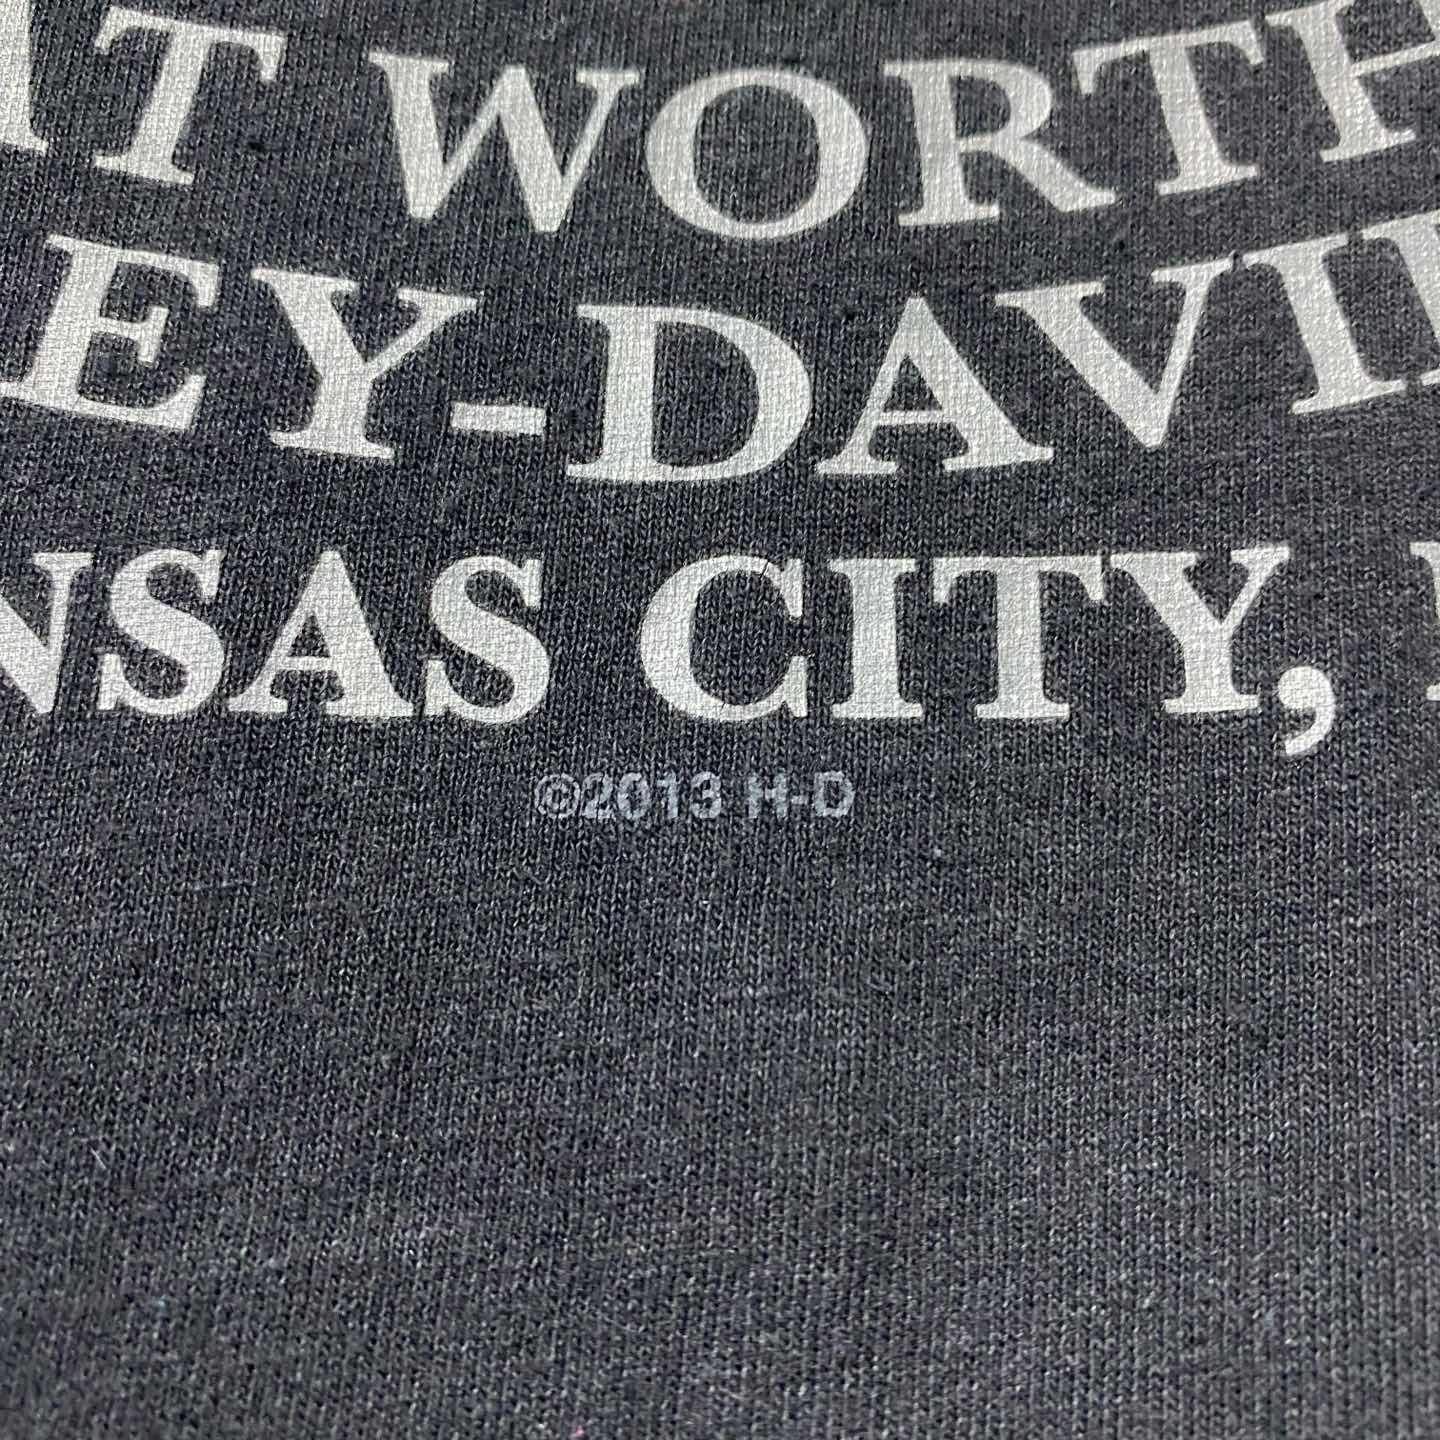 T WORTH
EY-DAVI
NSAS CITY,
©2013 H-D